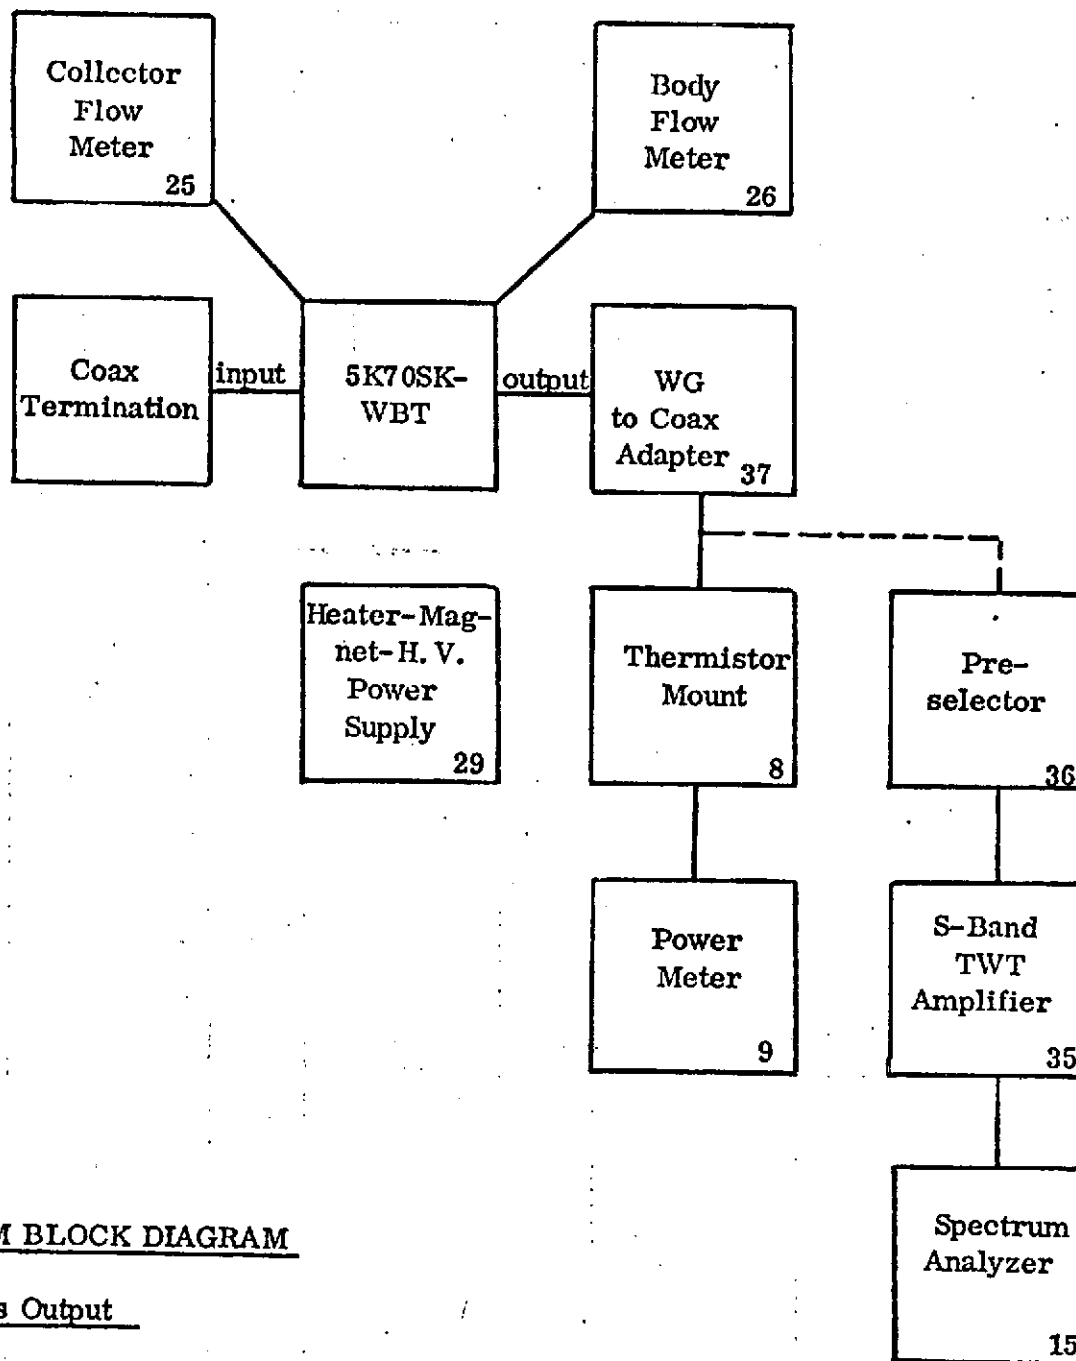 Collector
Flow
Meter
25
Body
Flow
Meter
26
Coax
Termination
input
5K70SK-
WBT
output
WG
to Coax
Adapter
37
Heater-Mag-
net-H. V.
Power
Supply
29
Thermistor
Mount
8
Pre-
selector
36
Power
Meter
9
S-Band
TWT
Amplifier
35
Spectrum
Analyzer
15
M BLOCK DIAGRAM
s Output